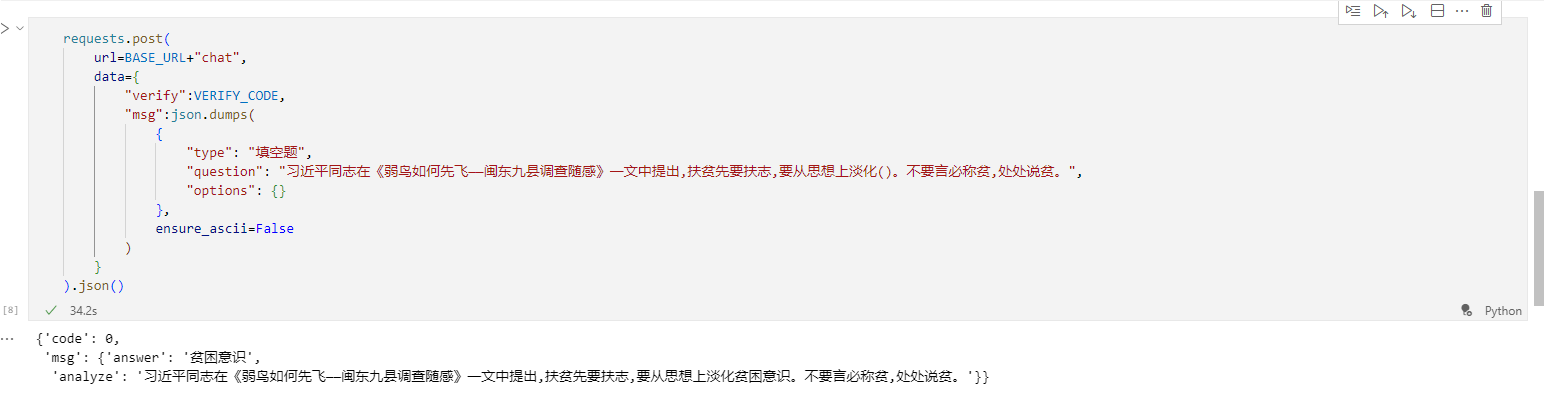 requests.post(
url=BASE_URL+"chat",
data={
"verify":VERIFY_CODE,
"msg":json.dumps(
{
"type": "填空题",
"question": "习近平同志在《弱鸟如何先飞——闽东九县调查随感》一文中提出,扶贫先要扶志,要从思想上淡化()。不要言必称贫,处处说贫。",
"options": {}
},
ensure_ascii=False
)
}
).json()
[8] 34.2s Python
... {'code': 0,
'msg': {'answer': '贫困意识',
'analyze': '习近平同志在《弱鸟如何先飞——闽东九县调查随感》一文中提出,扶贫先要扶志,要从思想上淡化贫困意识。不要言必称贫,处处说贫。'}}